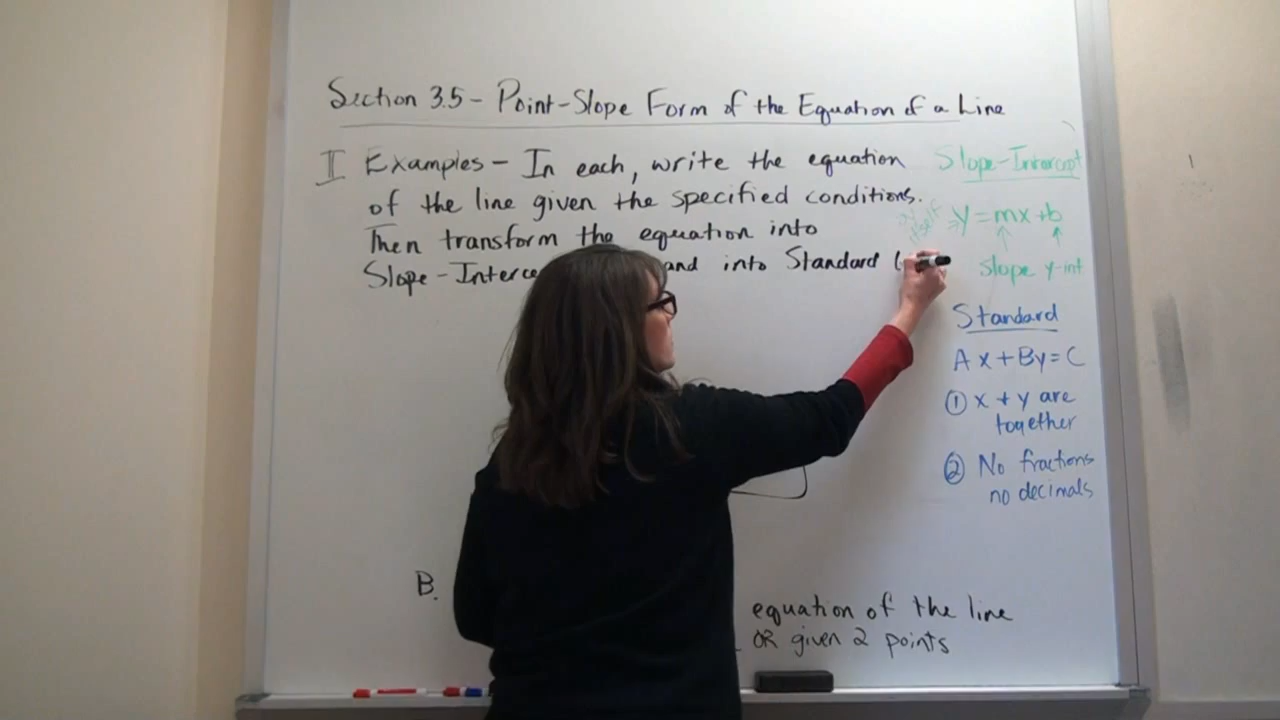 Section 3.5 - Point-Slope Form of the Equation of a Line
II Examples - In each, write the equation
of the line given the specified conditions.
Then transform the equation into
Slope-Interce and into Standard (
Slope-Intercept
y = mx + b
slope y-int
Standard
Ax + By = C
① x + y are
together
② No fractions
no decimals
B.
equation of the line
OR given 2 points